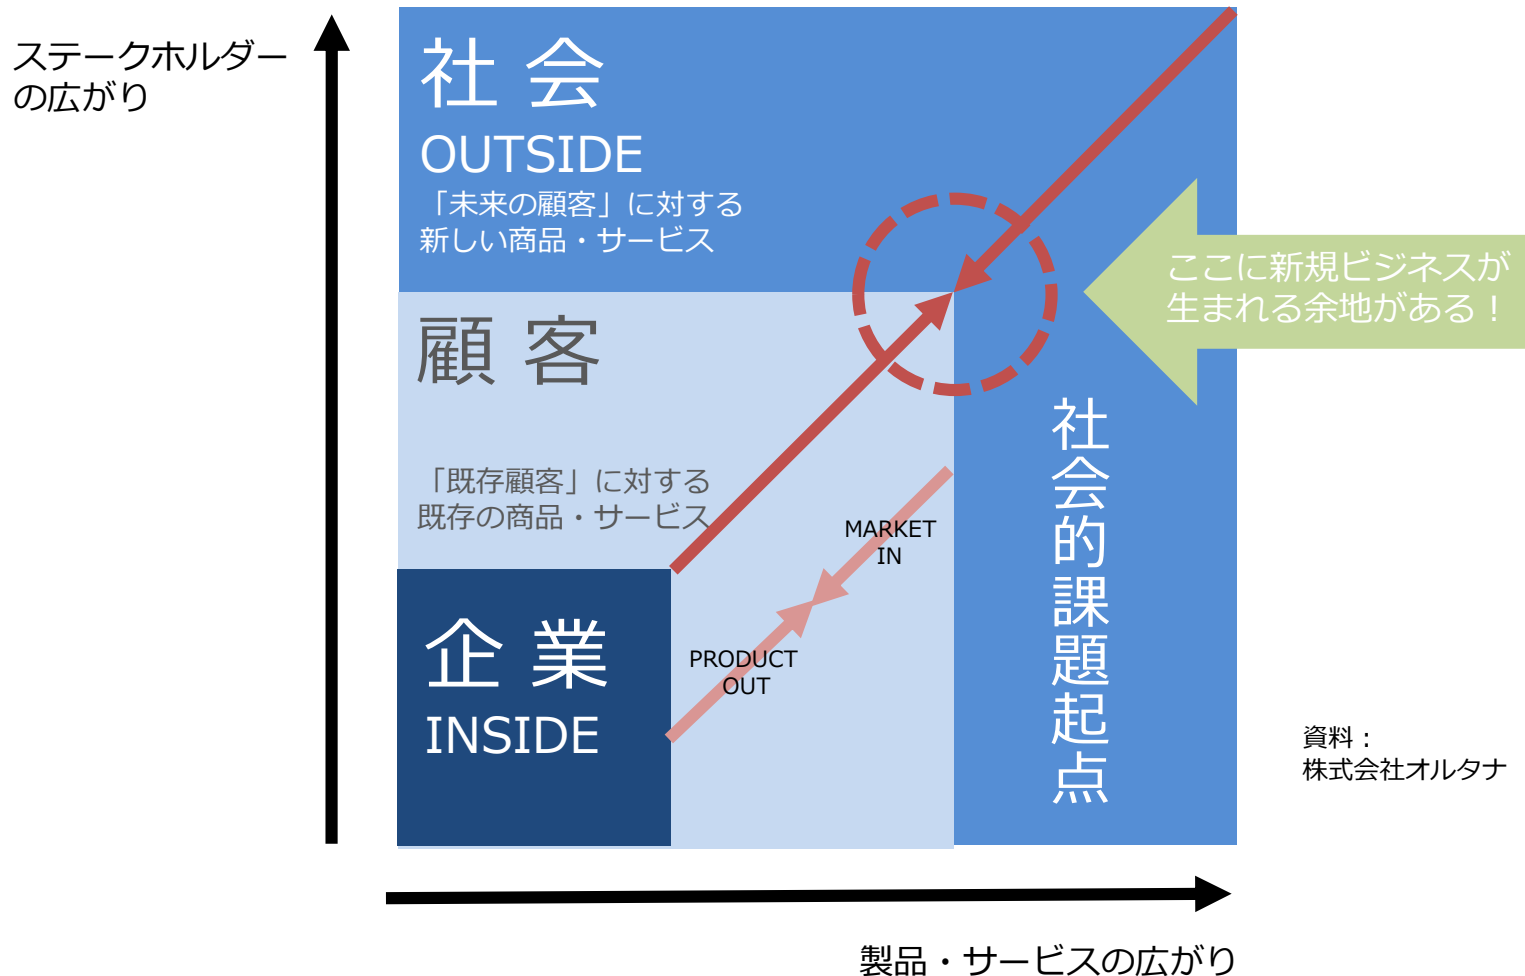 ステークホルダー
の広がり
社 会
OUTSIDE
「未来の顧客」に対する
新しい商品・サービス
ここに新規ビジネスが
生まれる余地がある！
顧 客
「既存顧客」に対する
既存の商品・サービス
MARKET
IN
社会的課題起点
企 業
INSIDE
PRODUCT
OUT
資料：
株式会社オルタナ
製品・サービスの広がり